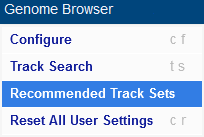 Genome Browser
Configure c f
Track Search t s
Recommended Track Sets
Reset All User Settings c r